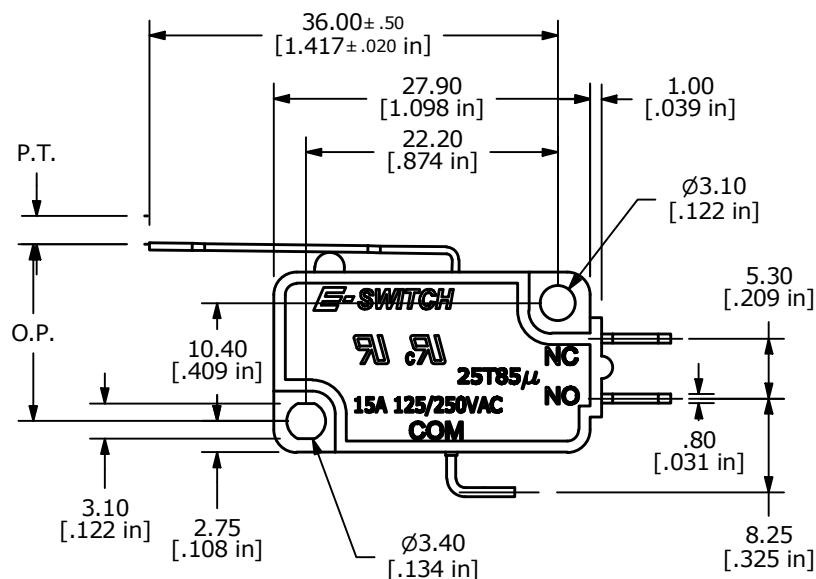 36.00±.50
[1.417±.020 in]
27.90
[1.098 in]
1.00
[.039 in]
22.20
[.874 in]
P.T.
Ø3.10
[.122 in]
5.30
[.209 in]
E-SWITCH
O.P.
10.40
[.409 in]
RU cRU
NC
25T85µ
NO
15A 125/250VAC
COM
.80
[.031 in]
3.10
[.122 in]
2.75
[.108 in]
Ø3.40
[.134 in]
8.25
[.325 in]